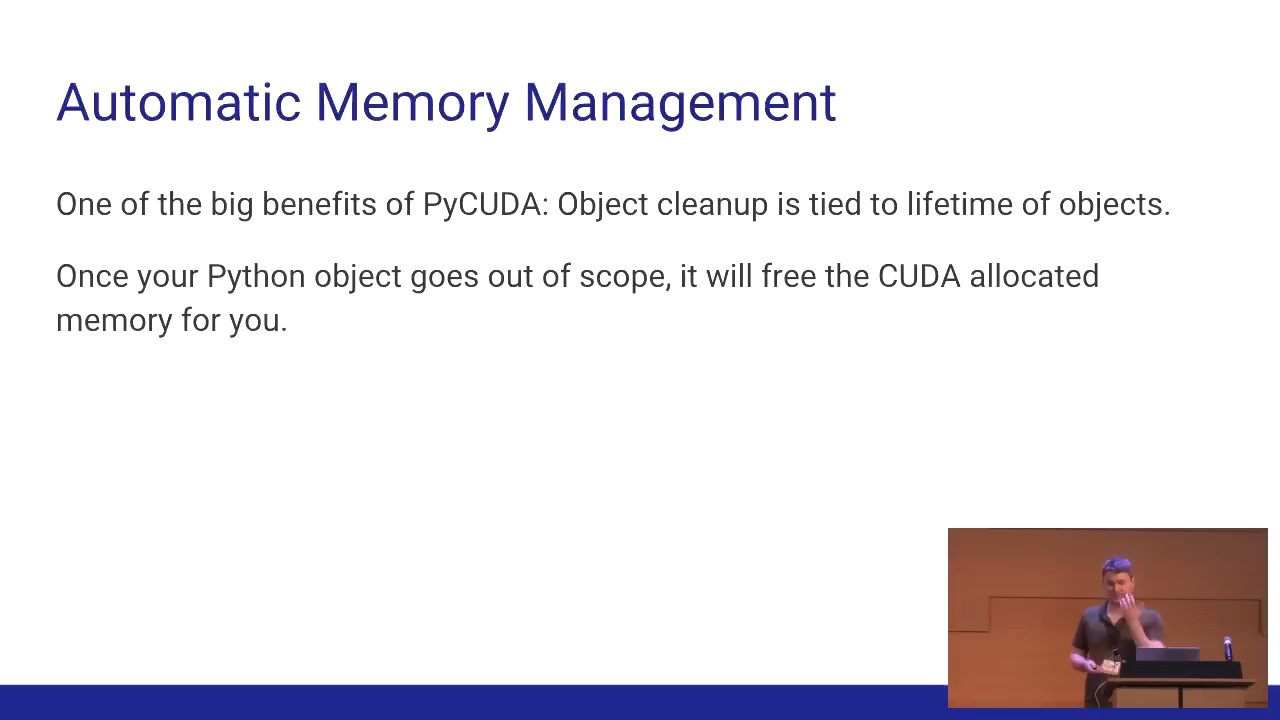 Automatic Memory Management
One of the big benefits of PyCUDA: Object cleanup is tied to lifetime of objects.
Once your Python object goes out of scope, it will free the CUDA allocated
memory for you.